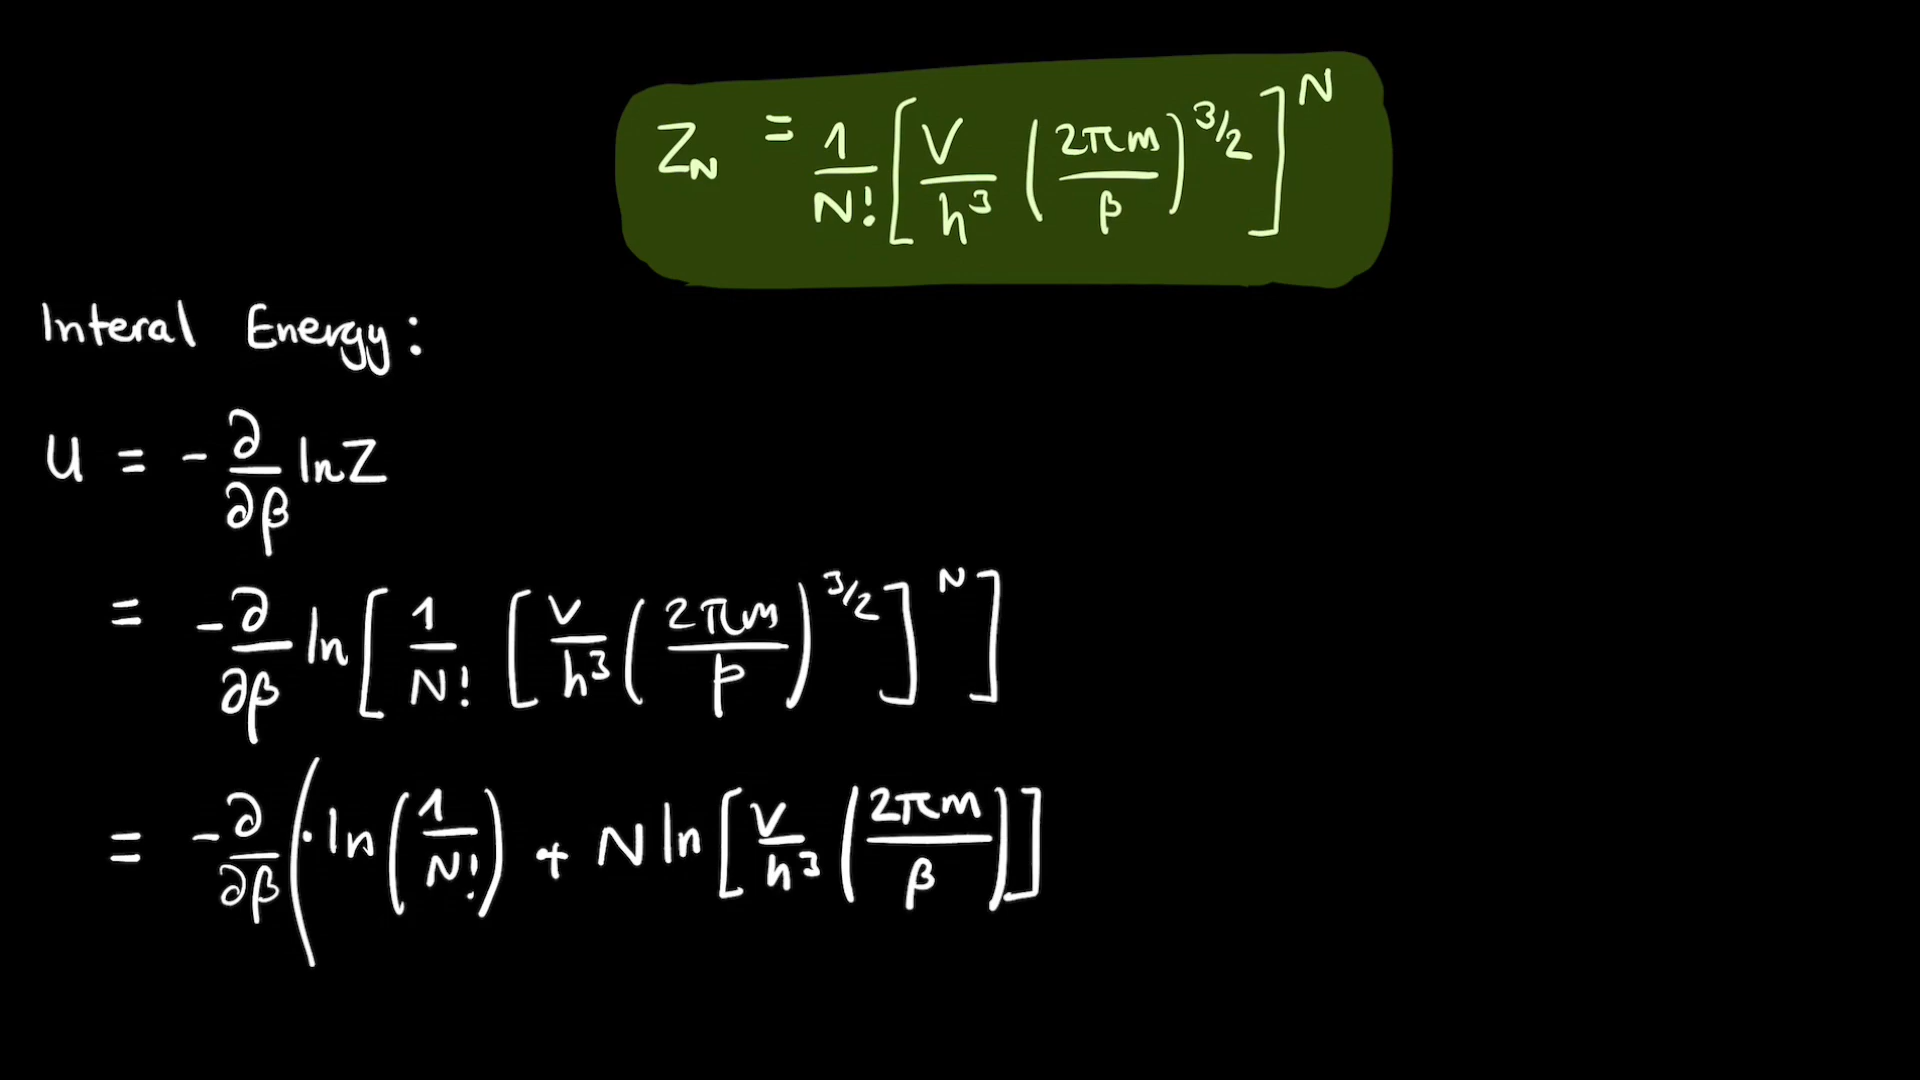 Z_N = 1/N! [V/h³ (2πm/β)^3/2]^N
Interal Energy:
U = -∂/∂β lnZ
= -∂/∂β ln[1/N! [V/h³ (2πm/β)^3/2]^N]
= -∂/∂β (·ln(1/N!) + N ln[V/h³ (2πm/β)]